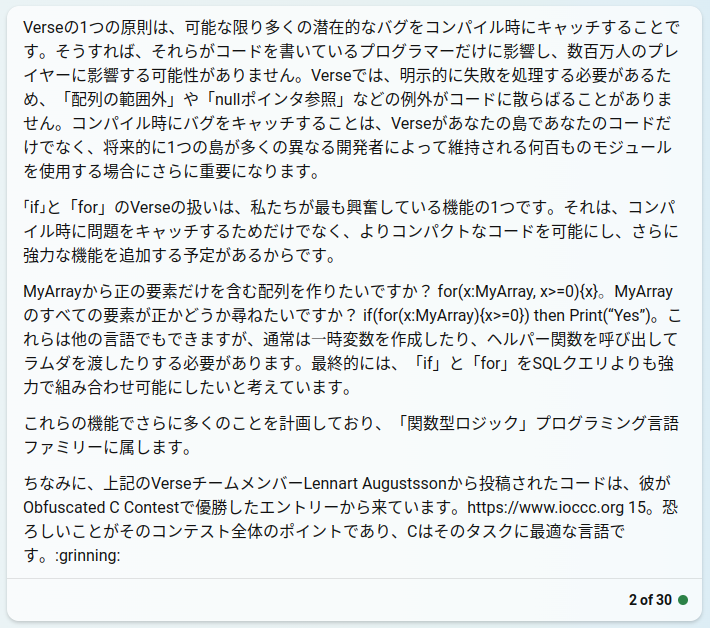 Verseの1つの原則は、可能な限り多くの潜在的なバグをコンパイル時にキャッチすることで
す。そうすれば、それらがコードを書いているプログラマーだけに影響し、数百万人のプレ
イヤーに影響する可能性がありません。Verseでは、明示的に失敗を処理する必要があるた
め、「配列の範囲外」や「nullポインタ参照」などの例外がコードに散らばることがありま
せん。コンパイル時にバグをキャッチすることは、Verseがあなたの島であなたのコードだ
けでなく、将来的に1つの島が多くの異なる開発者によって維持される何百ものモジュール
を使用する場合にさらに重要になります。
「if」と「for」のVerseの扱いは、私たちが最も興奮している機能の1つです。それは、コンパ
イル時に問題をキャッチするためだけでなく、よりコンパクトなコードを可能にし、さらに
強力な機能を追加する予定があるからです。
MyArrayから正の要素だけを含む配列を作りたいですか？ for(x:MyArray, x>=0){x}。MyArray
のすべての要素が正かどうか尋ねたいですか？ if(for(x:MyArray){x>=0}) then Print(“Yes”)。こ
れらは他の言語でもできますが、通常は一時変数を作成したり、ヘルパー関数を呼び出して
ラムダを渡したりする必要があります。最終的には、「if」と「for」をSQLクエリよりも強
力で組み合わせ可能にしたいと考えています。
これらの機能でさらに多くのことを計画しており、「関数型ロジック」プログラミング言語
ファミリーに属します。
ちなみに、上記のVerseチームメンバーLennart Augustssonから投稿されたコードは、彼が
Obfuscated C Contestで優勝したエントリーから来ています。https://www.ioccc.org 15。恐
ろしいことがそのコンテスト全体のポイントであり、Cはそのタスクに最適な言語で
す。:grinning:
2 of 30